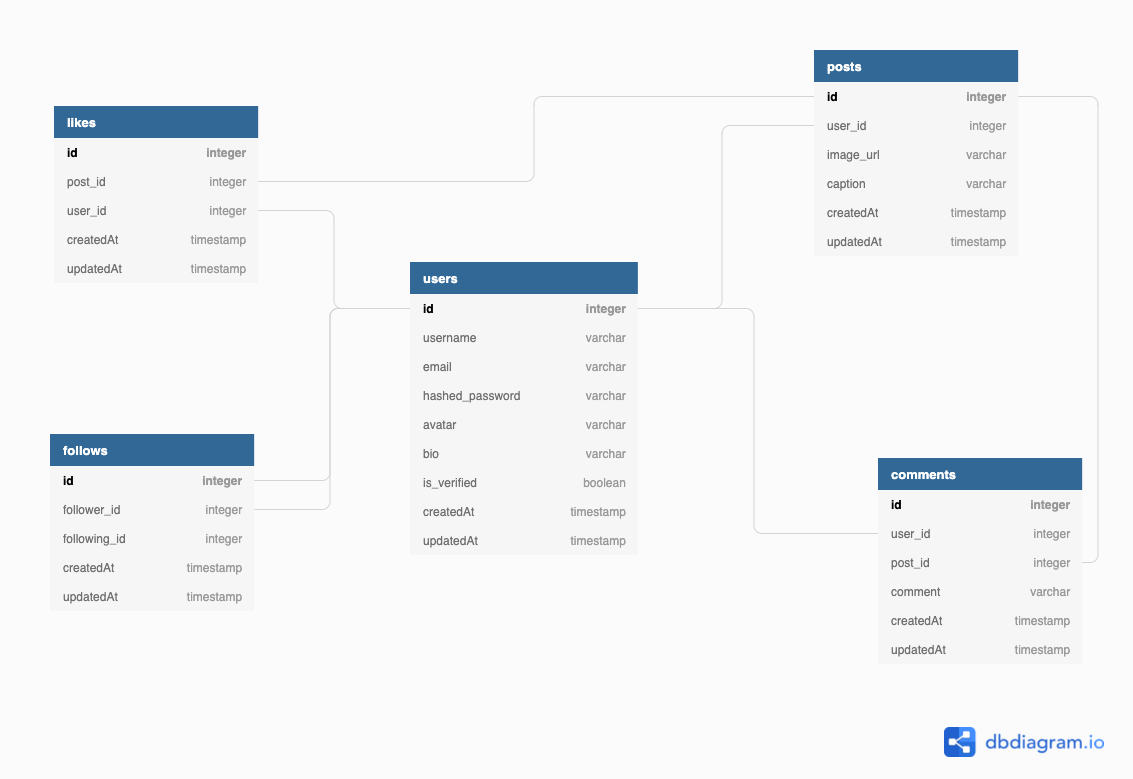 likes
id integer
post_id integer
user_id integer
createdAt timestamp
updatedAt timestamp
posts
id integer
user_id integer
image_url varchar
caption varchar
createdAt timestamp
updatedAt timestamp
users
id integer
username varchar
email varchar
hashed_password varchar
avatar varchar
bio varchar
is_verified boolean
createdAt timestamp
updatedAt timestamp
follows
id integer
follower_id integer
following_id integer
createdAt timestamp
updatedAt timestamp
comments
id integer
user_id integer
post_id integer
comment varchar
createdAt timestamp
updatedAt timestamp
dbdiagram.io